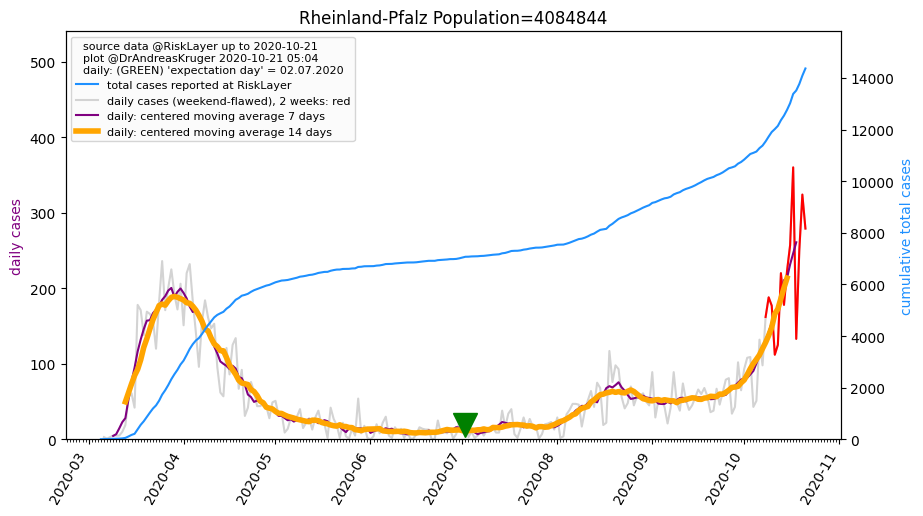 Rheinland-Pfalz Population=4084844
source data @RiskLayer up to 2020-10-21
plot @DrAndreasKruger 2020-10-21 05:04
daily: (GREEN) 'expectation day' = 02.07.2020
total cases reported at RiskLayer
daily cases (weekend-flawed), 2 weeks: red
daily: centered moving average 7 days
daily: centered moving average 14 days
daily cases
500
400
300
200
100
0
cumulative total cases
14000
12000
10000
8000
6000
4000
2000
0
2020-03
2020-04
2020-05
2020-06
2020-07
2020-08
2020-09
2020-10
2020-11